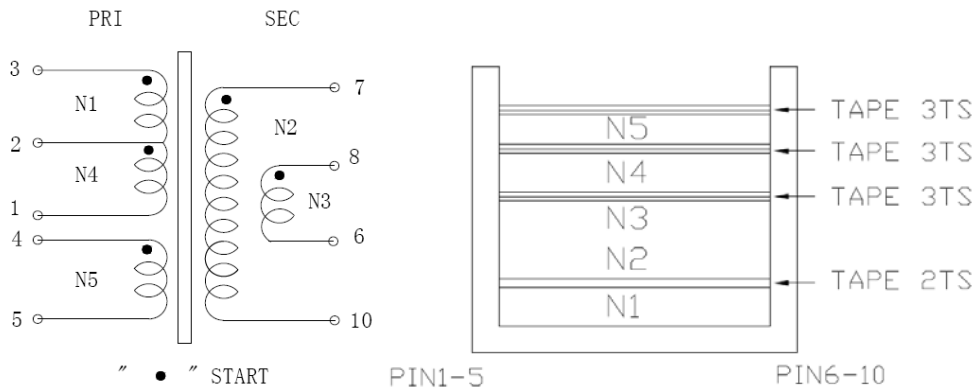 PRI SEC
3
N1
2
N4
1
4
N5
5
7
N2
8
N3
6
10
" ● " START
N5
N4
N3
N2
N1
TAPE 3TS
TAPE 3TS
TAPE 3TS
TAPE 2TS
PIN1-5
PIN6-10